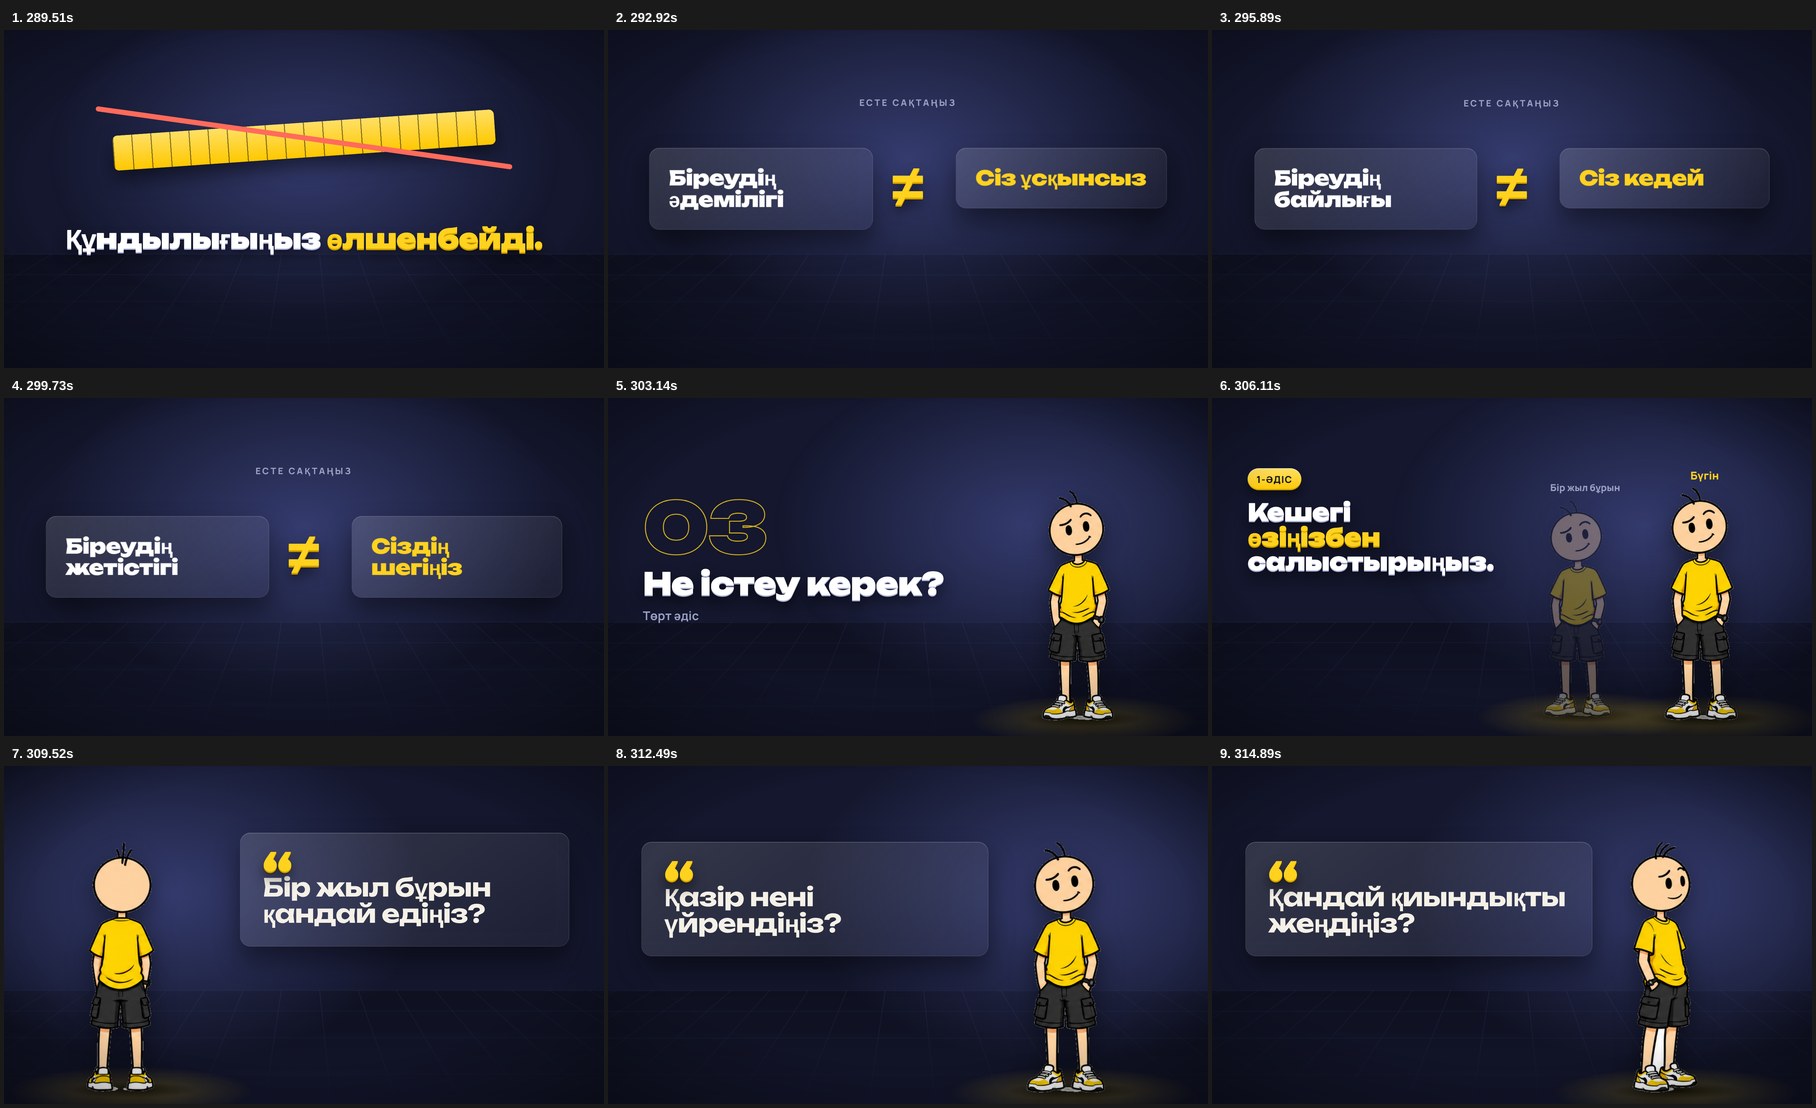 1. 289.51s
Құндылығыңыз өлшенбейді.
2. 292.92s
ЕСТЕ САҚТАҢЫЗ
Біреудің
әдемілігі
≠
Сіз ұсқынсыз
3. 295.89s
ЕСТЕ САҚТАҢЫЗ
Біреудің
байлығы
≠
Сіз кедей
4. 299.73s
ЕСТЕ САҚТАҢЫЗ
Біреудің
жетістігі
≠
Сіздің
шегіңіз
5. 303.14s
03
Не істеу керек?
Төрт әдіс
6. 306.11s
1-ӘДІС
Кешегі
өзіңізбен
салыстырыңыз.
Бір жыл бұрын
Бүгін
7. 309.52s
“
Бір жыл бұрын
қандай едіңіз?
8. 312.49s
“
Қазір нені
үйрендіңіз?
9. 314.89s
“
Қандай қиындықты
жеңдіңіз?